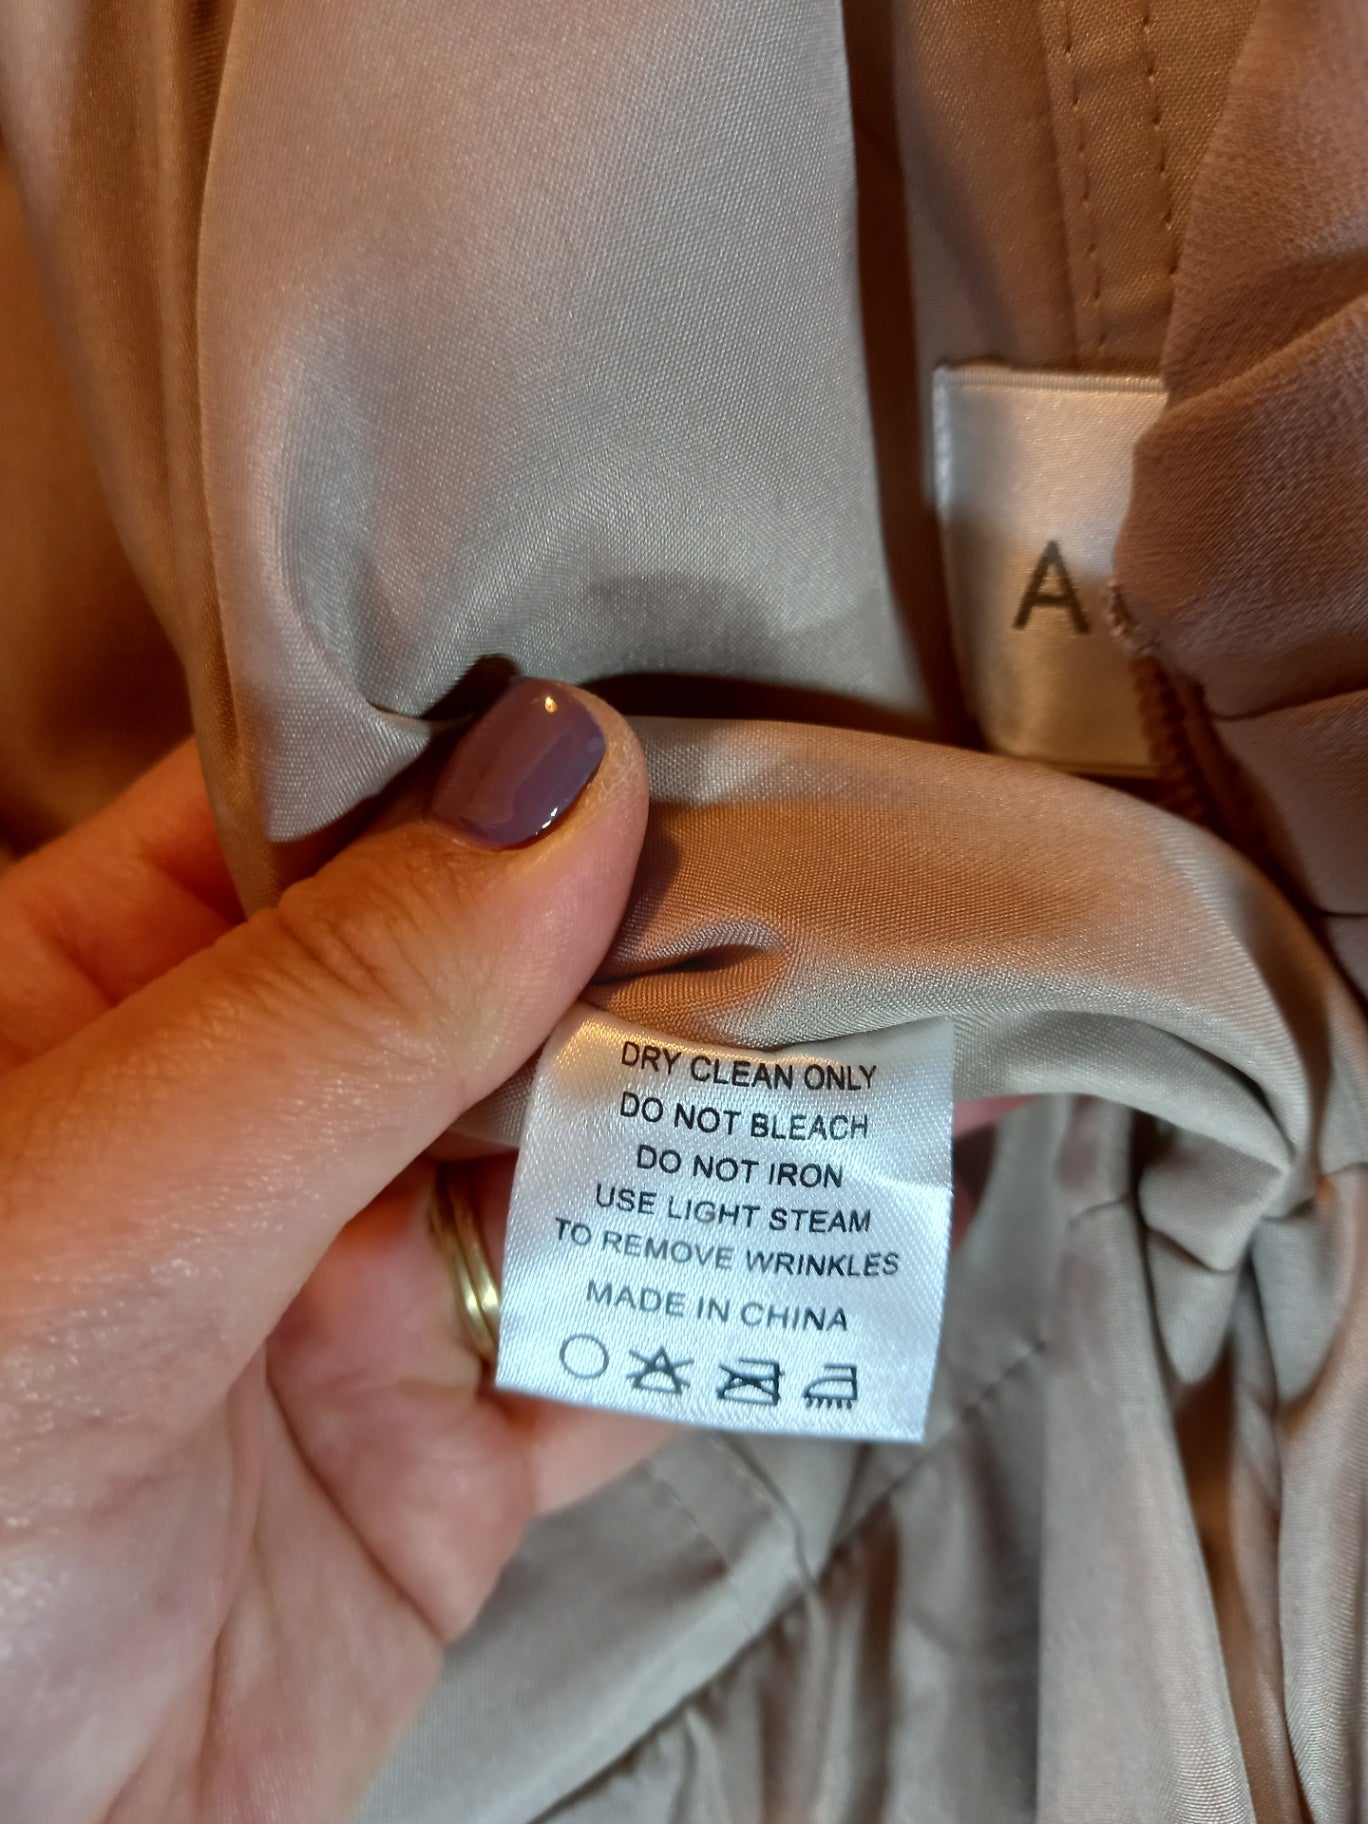 A
DRY CLEAN ONLY
DO NOT BLEACH
DO NOT IRON
USE LIGHT STEAM
TO REMOVE WRINKLES
MADE IN CHINA